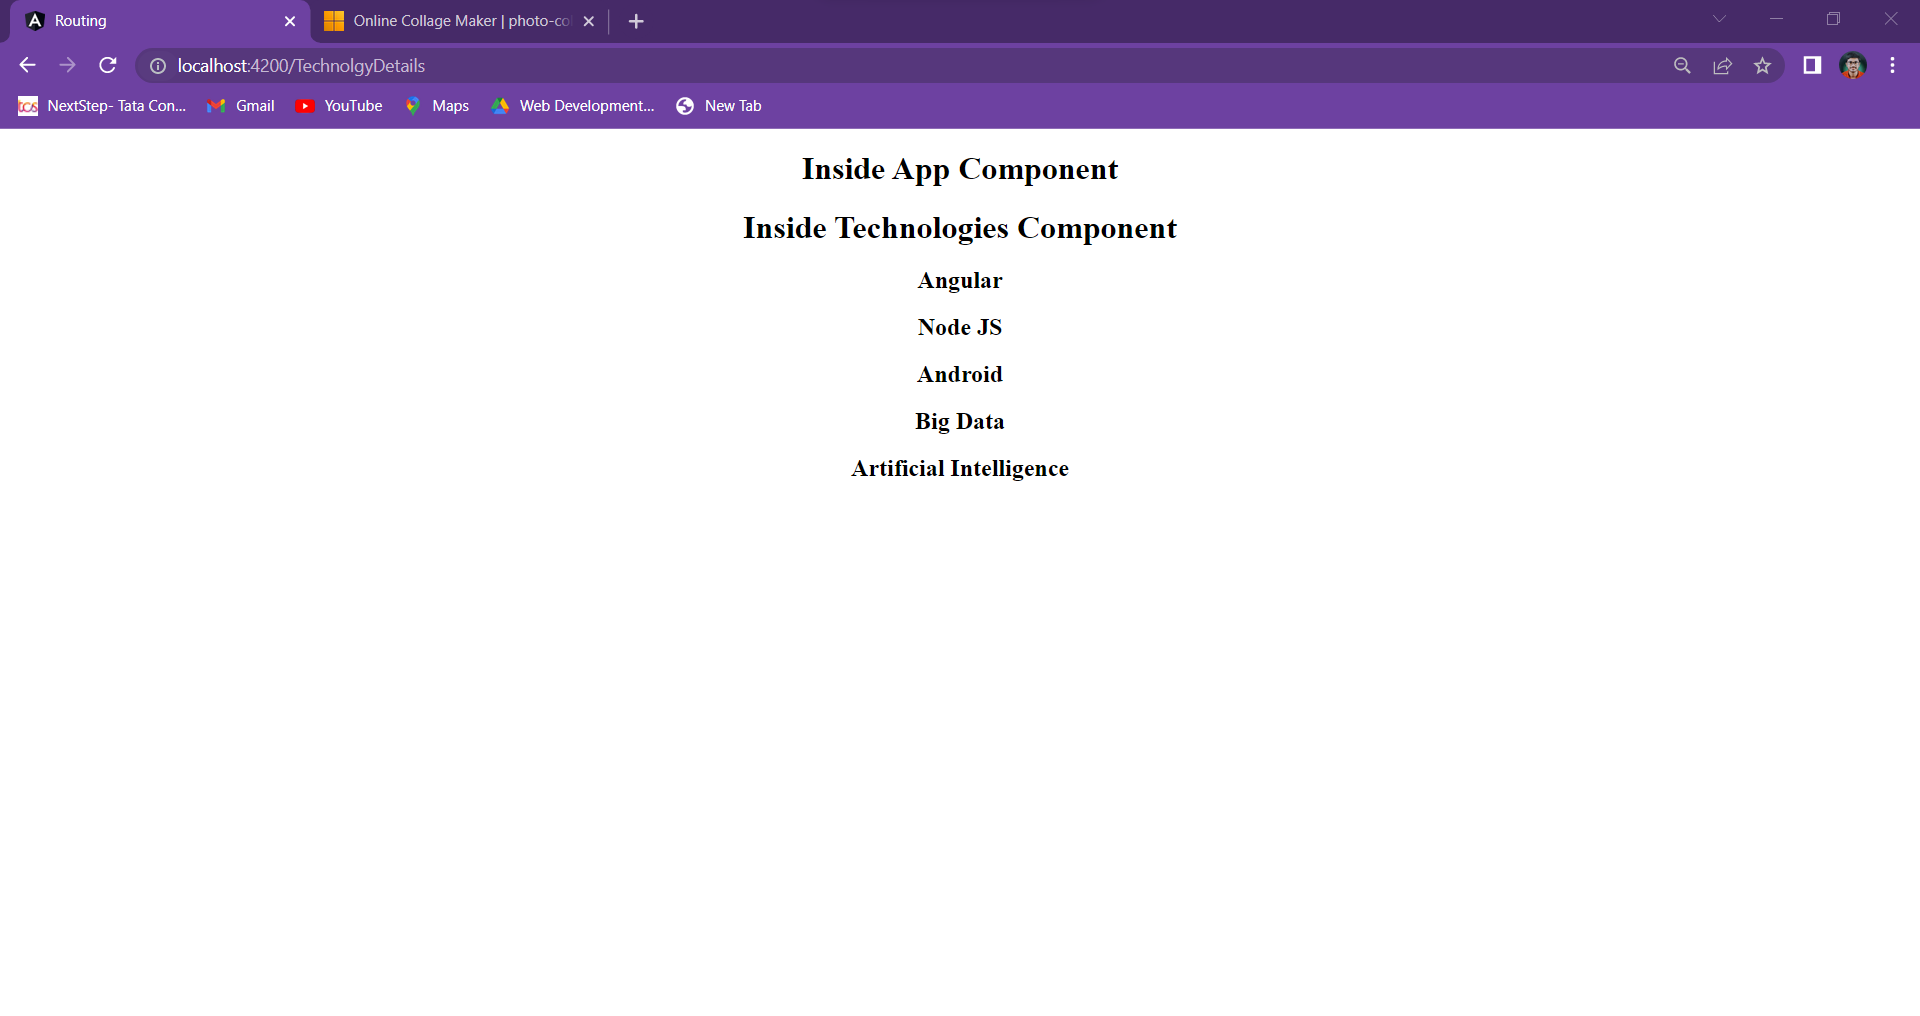 Routing
Online Collage Maker | photo-co
localhost:4200/TechnolgyDetails
tcs NextStep- Tata Con... Gmail YouTube Maps Web Development... New Tab
Inside App Component
Inside Technologies Component
Angular
Node JS
Android
Big Data
Artificial Intelligence